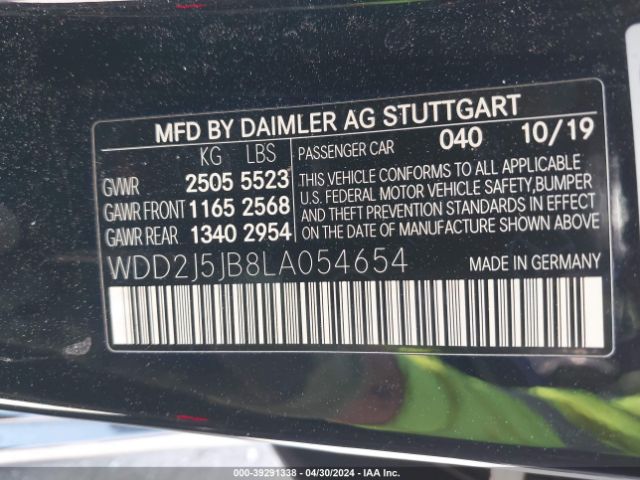 MFD BY DAIMLER AG STUTTGART
KG LBS PASSENGER CAR 040 10/19
GVWR 2505 5523
GAWR FRONT 1165 2568
GAWR REAR 1340 2954
THIS VEHICLE CONFORMS TO ALL APPLICABLE
U.S. FEDERAL MOTOR VEHICLE SAFETY,BUMPER
AND THEFT PREVENTION STANDARDS IN EFFECT
ON THE DATE OF MANUFACTURE SHOWN ABOVE.
WDD2J5JB8LA054654 MADE IN GERMANY
000-39291338 - 04/30/2024 - IAA Inc.